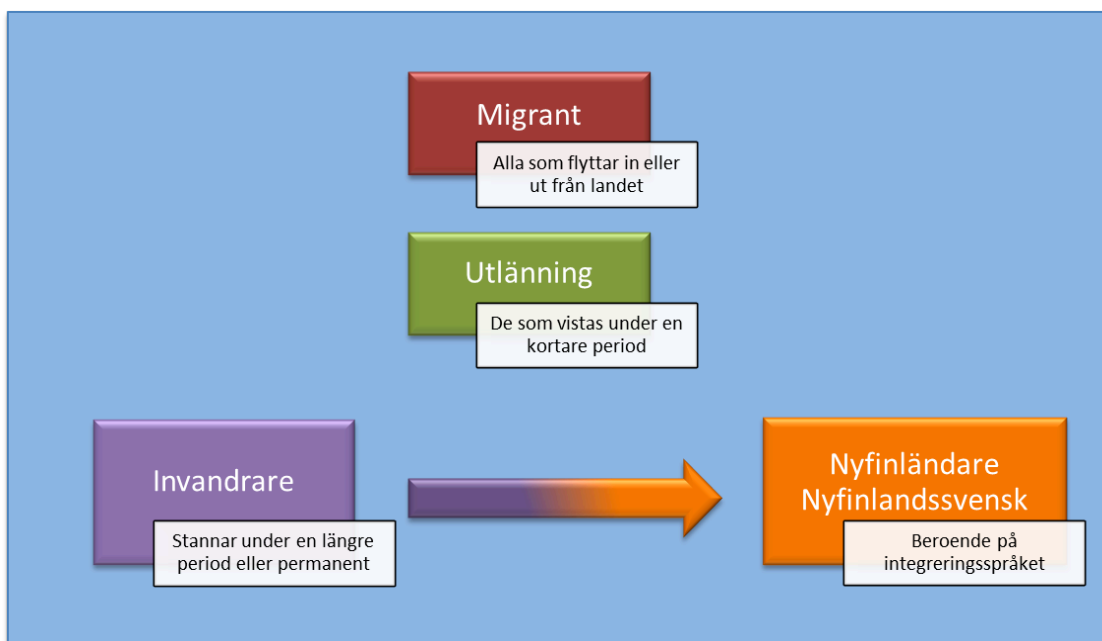 Migrant
Alla som flyttar in eller
ut från landet
Utlänning
De som vistas under en
kortare period
Invandrare
Stannar under en längre
period eller permanent
Nyfinländare
Nyfinlandssvensk
Beroende på
integreringsspråket